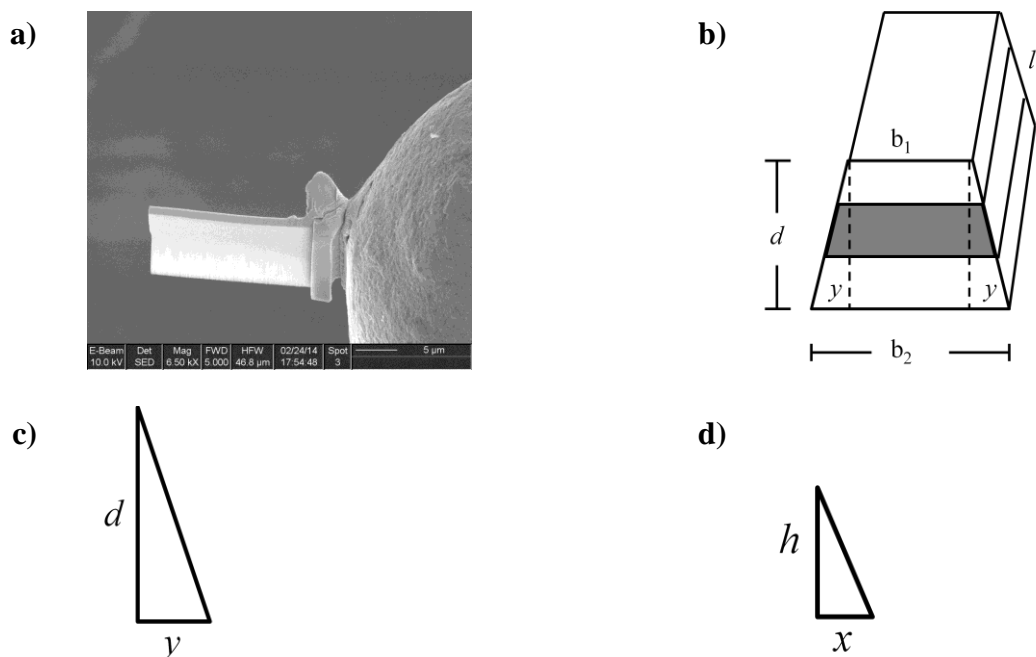 a)
E-Beam Det Mag FWD HFW 02/24/14 Spot 5 µm
10.0 kV SED 6.50 kX 5.000 46.8 µm 17:54:48 3
b)
l
b1
d
y y
b2
c)
d
y
d)
h
x